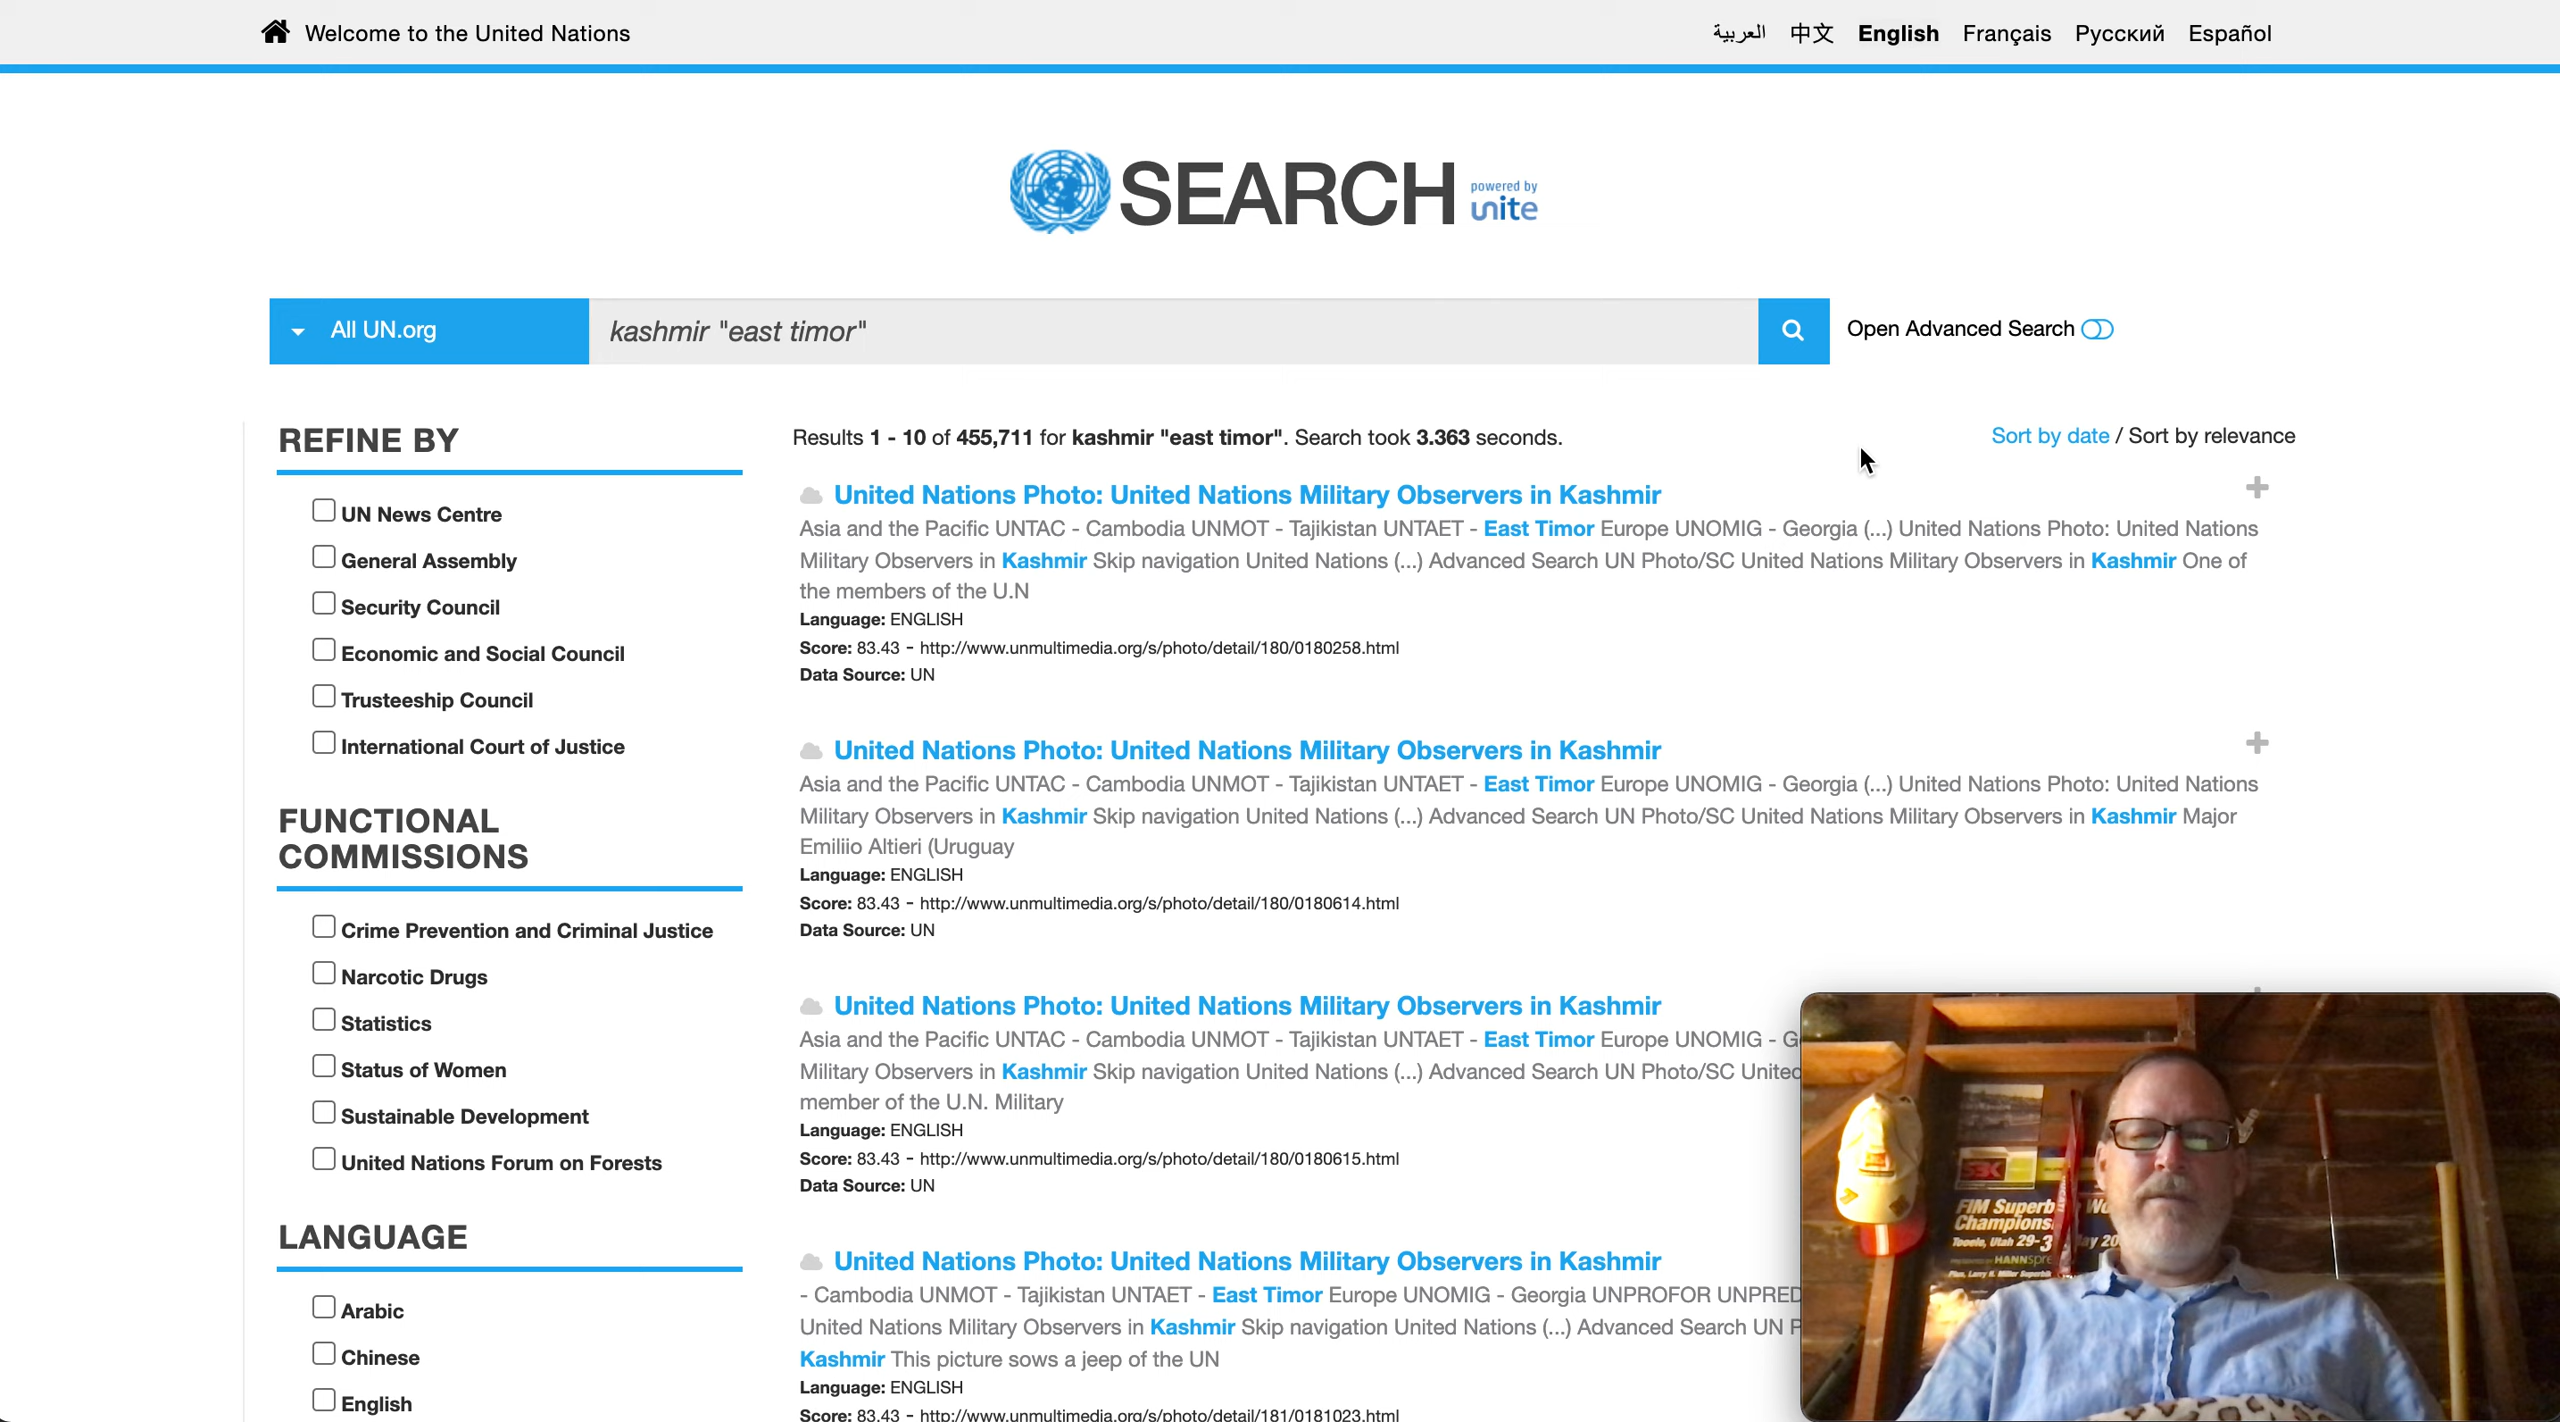 Welcome to the United Nations
العربية 中文 English Français Русский Español
SEARCH powered by unite
All UN.org
kashmir "east timor"
Open Advanced Search
REFINE BY
UN News Centre
General Assembly
Security Council
Economic and Social Council
Trusteeship Council
International Court of Justice
FUNCTIONAL
COMMISSIONS
Crime Prevention and Criminal Justice
Narcotic Drugs
Statistics
Status of Women
Sustainable Development
United Nations Forum on Forests
LANGUAGE
Arabic
Chinese
English
Results 1 - 10 of 455,711 for kashmir "east timor". Search took 3.363 seconds.
Sort by date / Sort by relevance
United Nations Photo: United Nations Military Observers in Kashmir
Asia and the Pacific UNTAC - Cambodia UNMOT - Tajikistan UNTAET - East Timor Europe UNOMIG - Georgia (...) United Nations Photo: United Nations
Military Observers in Kashmir Skip navigation United Nations (...) Advanced Search UN Photo/SC United Nations Military Observers in Kashmir One of
the members of the U.N
Language: ENGLISH
Score: 83.43 - http://www.unmultimedia.org/s/photo/detail/180/0180258.html
Data Source: UN
United Nations Photo: United Nations Military Observers in Kashmir
Asia and the Pacific UNTAC - Cambodia UNMOT - Tajikistan UNTAET - East Timor Europe UNOMIG - Georgia (...) United Nations Photo: United Nations
Military Observers in Kashmir Skip navigation United Nations (...) Advanced Search UN Photo/SC United Nations Military Observers in Kashmir Major
Emiliio Altieri (Uruguay
Language: ENGLISH
Score: 83.43 - http://www.unmultimedia.org/s/photo/detail/180/0180614.html
Data Source: UN
United Nations Photo: United Nations Military Observers in Kashmir
Asia and the Pacific UNTAC - Cambodia UNMOT - Tajikistan UNTAET - East Timor Europe UNOMIG - G
Military Observers in Kashmir Skip navigation United Nations (...) Advanced Search UN Photo/SC United
member of the U.N. Military
Language: ENGLISH
Score: 83.43 - http://www.unmultimedia.org/s/photo/detail/180/0180615.html
Data Source: UN
United Nations Photo: United Nations Military Observers in Kashmir
- Cambodia UNMOT - Tajikistan UNTAET - East Timor Europe UNOMIG - Georgia UNPROFOR UNPRED
United Nations Military Observers in Kashmir Skip navigation United Nations (...) Advanced Search UN P
Kashmir This picture sows a jeep of the UN
Language: ENGLISH
Score: 83.43 - http://www.unmultimedia.org/s/photo/detail/181/0181023.html
FIM Superb Wo
Champions
Tooele, Utah 29-3 ay 20
HANNSpre